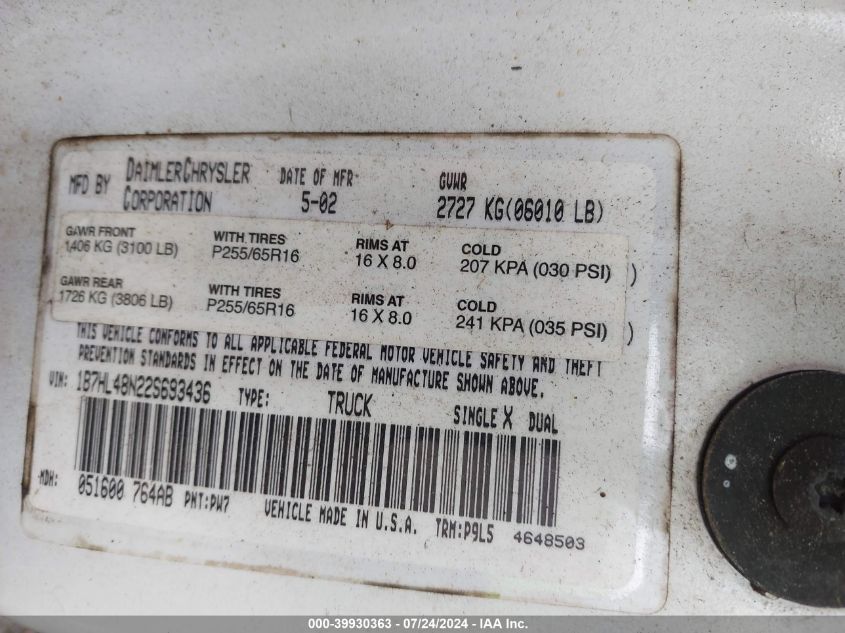 MFD BY DAIMLERCHRYSLER CORPORATION DATE OF MFR 5-02 GVWR 2727 KG(06010 LB)
GAWR FRONT WITH TIRES RIMS AT COLD
1406 KG (3100 LB) P255/65R16 16 X 8.0 207 KPA (030 PSI) )
GAWR REAR WITH TIRES RIMS AT COLD
1726 KG (3806 LB) P255/65R16 16 X 8.0 241 KPA (035 PSI) )
THIS VEHICLE CONFORMS TO ALL APPLICABLE FEDERAL MOTOR VEHICLE SAFETY AND THEFT
PREVENTION STANDARDS IN EFFECT ON THE DATE OF MANUFACTURE SHOWN ABOVE.
VIN: 1B7HL48N22S693436 TYPE: TRUCK SINGLE X DUAL
MDH: 051600 764AB PNT:PW7 VEHICLE MADE IN U.S.A. TRM:P9L5 4648503
000-39930363 - 07/24/2024 - IAA Inc.